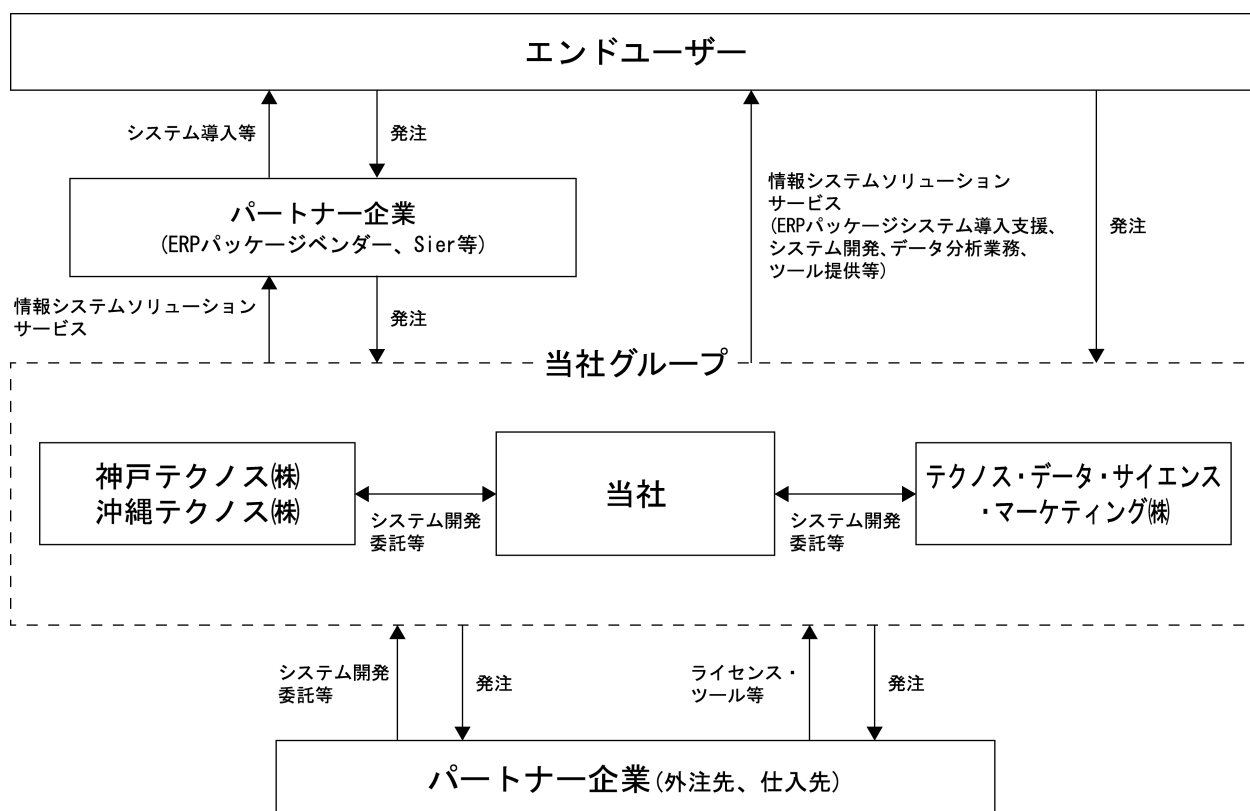 エンドユーザー
システム導入等
発注
パートナー企業
(ERPパッケージベンダー、Sier等)
情報システムソリューション
サービス
(ERPパッケージシステム導入支援、
システム開発、データ分析業務、
ツール提供等)
発注
情報システムソリューション
サービス
発注
当社グループ
神戸テクノス㈱
沖縄テクノス㈱
システム開発
委託等
当社
システム開発
委託等
テクノス・データ・サイエンス
・マーケティング㈱
システム開発
委託等
発注
ライセンス・
ツール等
発注
パートナー企業(外注先、仕入先)